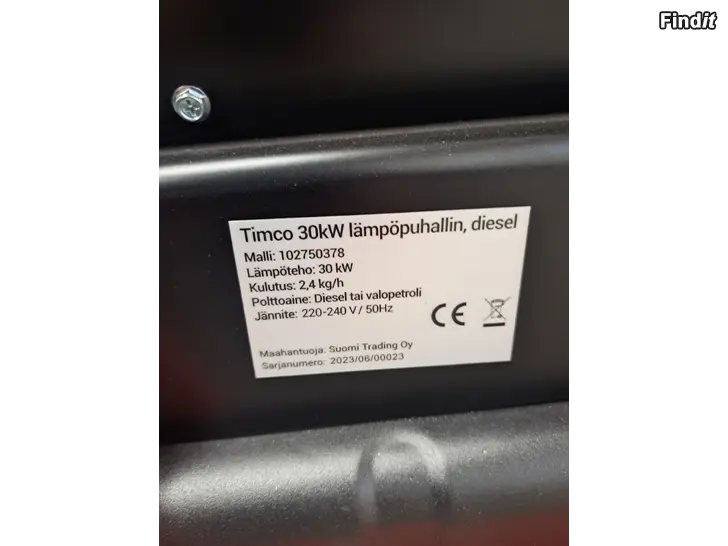 Findit
Timco 30kW lämpöpuhallin, diesel
Malli: 102750378
Lämpöteho: 30 kW
Kulutus: 2,4 kg/h
Polttoaine: Diesel tai valopetroli
Jännite: 220-240 V / 50Hz
CE
Maahantuoja: Suomi Trading Oy
Sarjanumero: 2023/06/00023